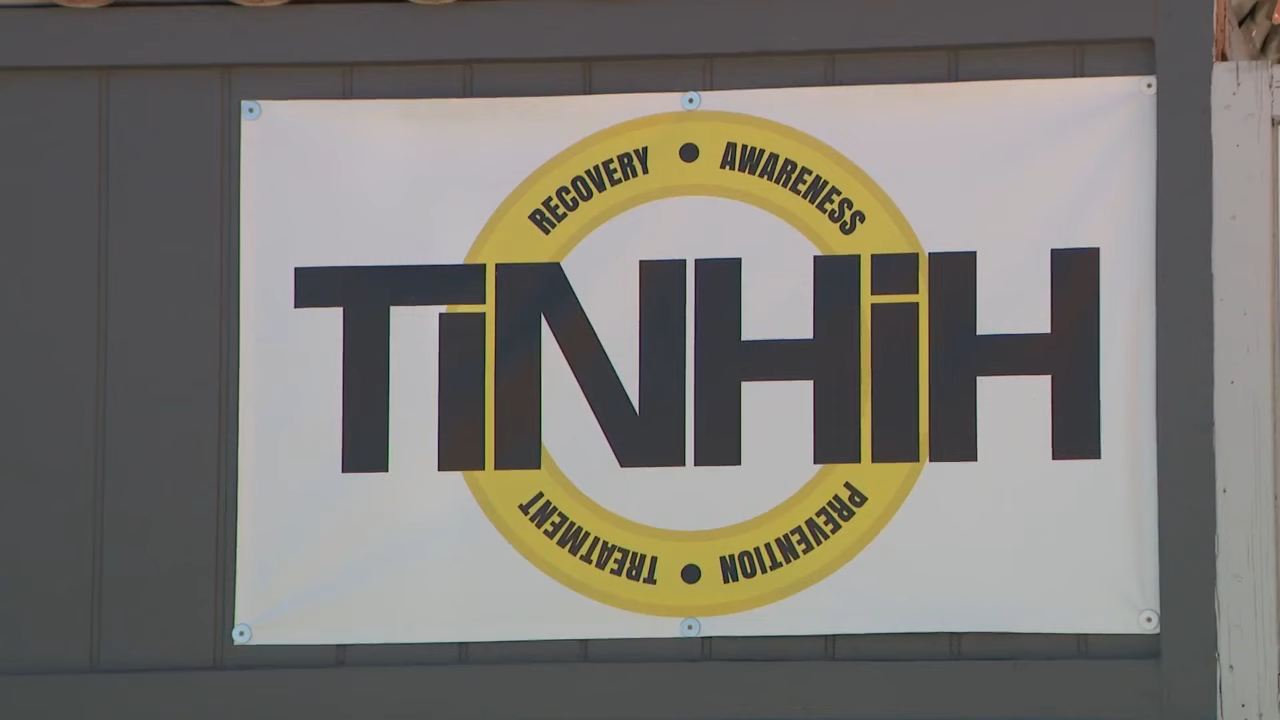 RECOVERY • AWARENESS
TiNHiH
TREATMENT • PREVENTION